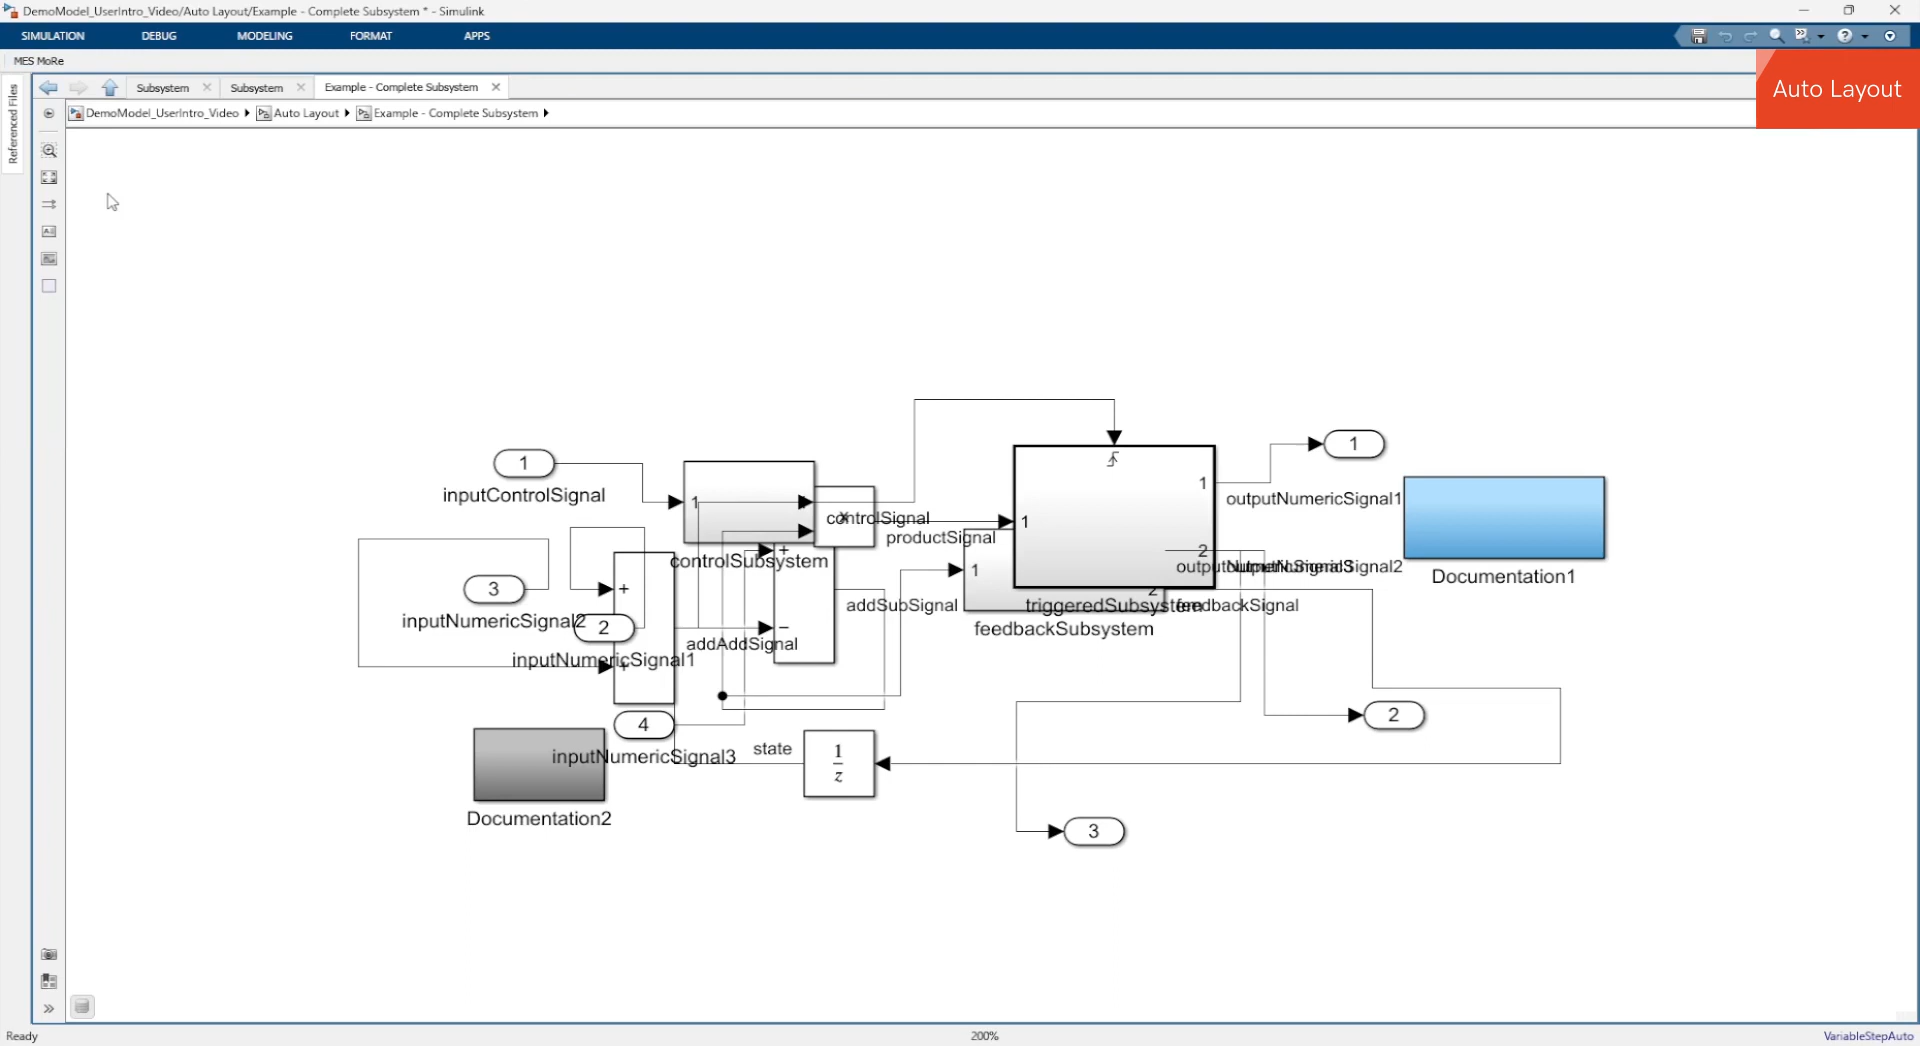 DemoModel_UserIntro_Video/Auto Layout/Example - Complete Subsystem * - Simulink
SIMULATION
DEBUG
MODELING
FORMAT
APPS
MES MoRe
Auto Layout
Referenced Files
Subsystem
Subsystem
Example - Complete Subsystem
DemoModel_UserIntro_Video
Auto Layout
Example - Complete Subsystem
1
inputControlSignal
1
controlSubsystem
x
controlSignal
productSignal
1
1
2
outputNumericSignal1
1
Documentation1
3
inputNumericSignal2
2
inputNumericSignal1
+
+
+
−
addAddSignal
addSubSignal
1
2
triggeredSubsystem
feedbackSignal
feedbackSubsystem
4
inputNumericSignal3
state
1
z
2
3
Documentation2
Ready
200%
VariableStepAuto